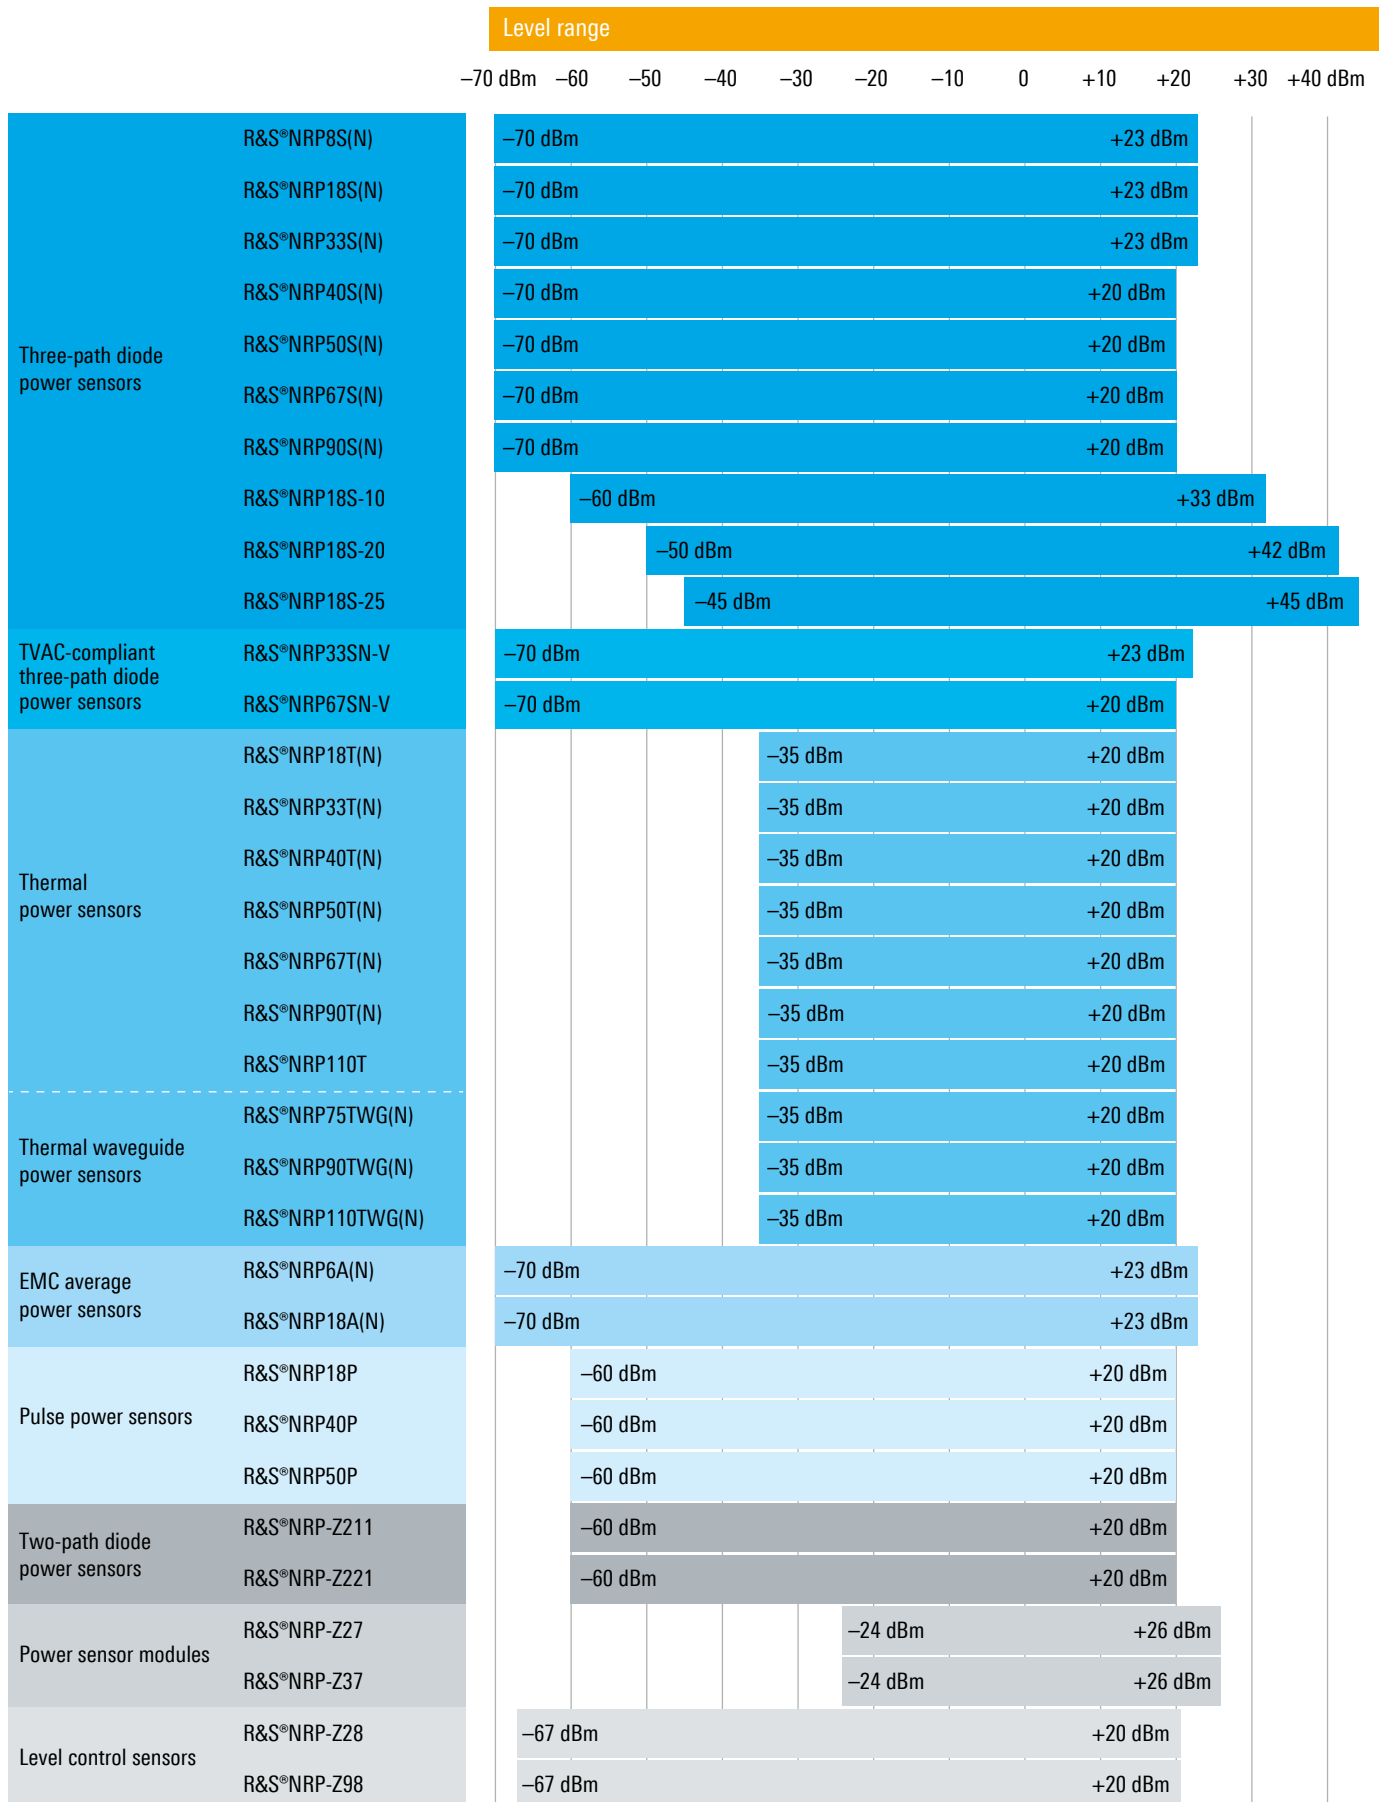 Level range
–70 dBm –60 –50 –40 –30 –20 –10 0 +10 +20 +30 +40 dBm
Three-path diode
power sensors
R&S®NRP8S(N) –70 dBm +23 dBm
R&S®NRP18S(N) –70 dBm +23 dBm
R&S®NRP33S(N) –70 dBm +23 dBm
R&S®NRP40S(N) –70 dBm +20 dBm
R&S®NRP50S(N) –70 dBm +20 dBm
R&S®NRP67S(N) –70 dBm +20 dBm
R&S®NRP90S(N) –70 dBm +20 dBm
R&S®NRP18S-10 –60 dBm +33 dBm
R&S®NRP18S-20 –50 dBm +42 dBm
R&S®NRP18S-25 –45 dBm +45 dBm
TVAC-compliant
three-path diode
power sensors
R&S®NRP33SN-V –70 dBm +23 dBm
R&S®NRP67SN-V –70 dBm +20 dBm
Thermal
power sensors
R&S®NRP18T(N) –35 dBm +20 dBm
R&S®NRP33T(N) –35 dBm +20 dBm
R&S®NRP40T(N) –35 dBm +20 dBm
R&S®NRP50T(N) –35 dBm +20 dBm
R&S®NRP67T(N) –35 dBm +20 dBm
R&S®NRP90T(N) –35 dBm +20 dBm
R&S®NRP110T –35 dBm +20 dBm
Thermal waveguide
power sensors
R&S®NRP75TWG(N) –35 dBm +20 dBm
R&S®NRP90TWG(N) –35 dBm +20 dBm
R&S®NRP110TWG(N) –35 dBm +20 dBm
EMC average
power sensors
R&S®NRP6A(N) –70 dBm +23 dBm
R&S®NRP18A(N) –70 dBm +23 dBm
Pulse power sensors
R&S®NRP18P –60 dBm +20 dBm
R&S®NRP40P –60 dBm +20 dBm
R&S®NRP50P –60 dBm +20 dBm
Two-path diode
power sensors
R&S®NRP-Z211 –60 dBm +20 dBm
R&S®NRP-Z221 –60 dBm +20 dBm
Power sensor modules
R&S®NRP-Z27 –24 dBm +26 dBm
R&S®NRP-Z37 –24 dBm +26 dBm
Level control sensors
R&S®NRP-Z28 –67 dBm +20 dBm
R&S®NRP-Z98 –67 dBm +20 dBm